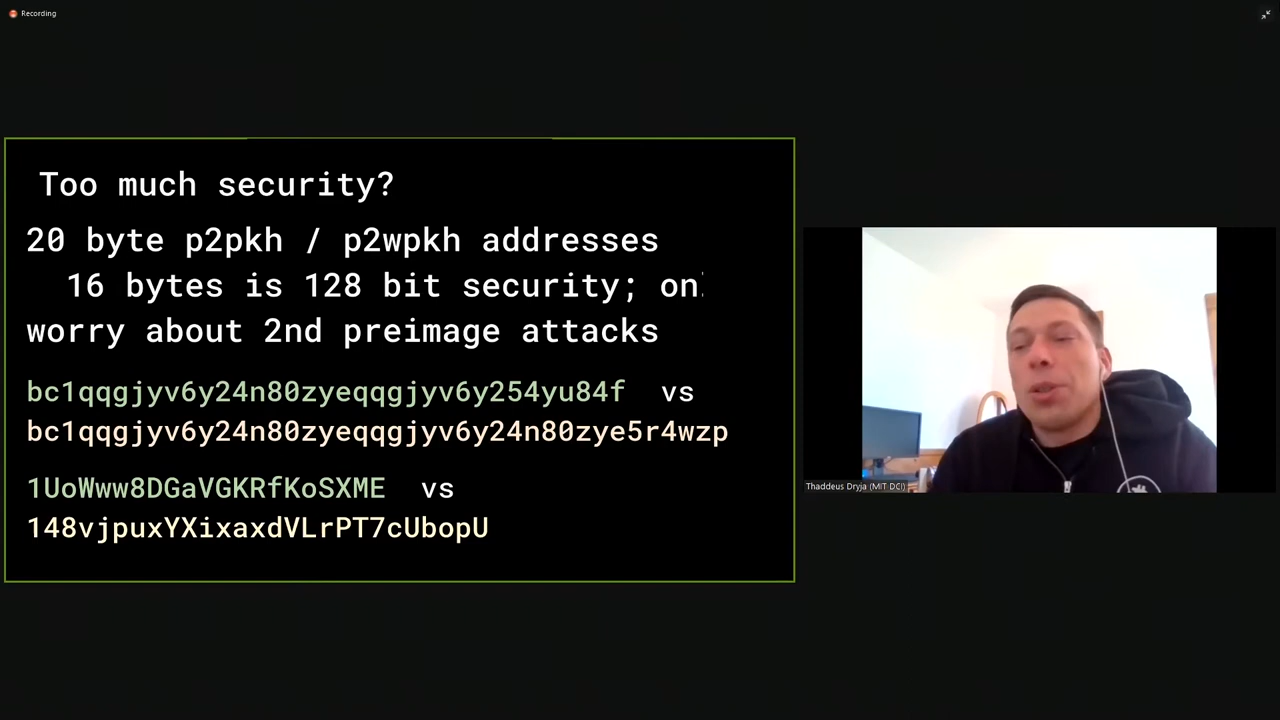 Recording
Too much security?
20 byte p2pkh / p2wpkh addresses
16 bytes is 128 bit security;
worry about 2nd preimage attacks
bc1qqgjyv6y24n80zyeqqgjyv6y254yu84f vs
bc1qqgjyv6y24n80zyeqqgjyv6y24n80zye5r4wzp
1UoWww8DGaVGKRfKoSXME vs
148vjpuxYXixaxdVLrPT7cUbopU
Thaddeus Dryja (MIT DCI)